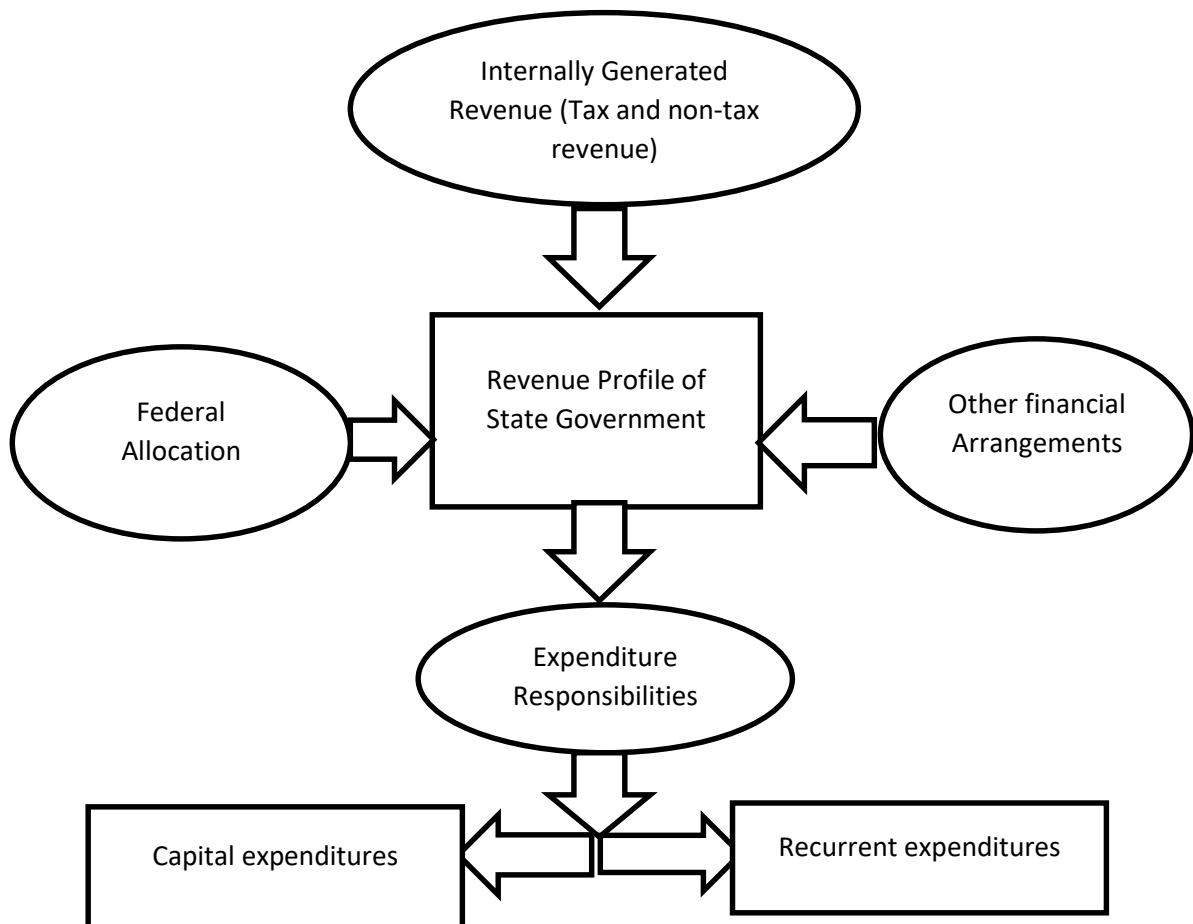 Internally Generated
Revenue (Tax and non-tax
revenue)
Revenue Profile of
State Government
Federal
Allocation
Other financial
Arrangements
Expenditure
Responsibilities
Capital expenditures
Recurrent expenditures